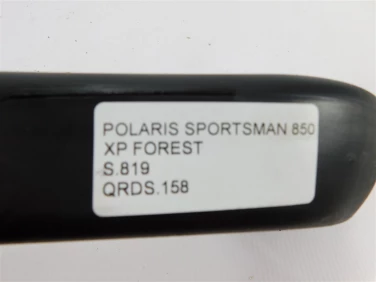 POLARIS SPORTSMAN 850
XP FOREST
S.819
QRDS.158